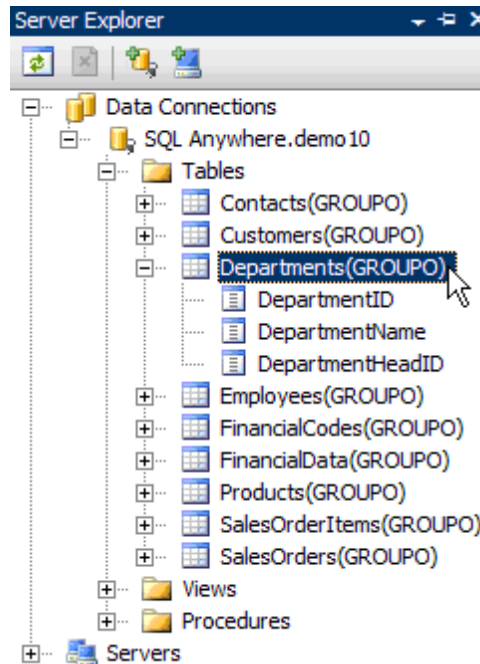 Server Explorer
Data Connections
SQL Anywhere.demo10
Tables
Contacts(GROUPO)
Customers(GROUPO)
Departments(GROUPO)
DepartmentID
DepartmentName
DepartmentHeadID
Employees(GROUPO)
FinancialCodes(GROUPO)
FinancialData(GROUPO)
Products(GROUPO)
SalesOrderItems(GROUPO)
SalesOrders(GROUPO)
Views
Procedures
Servers